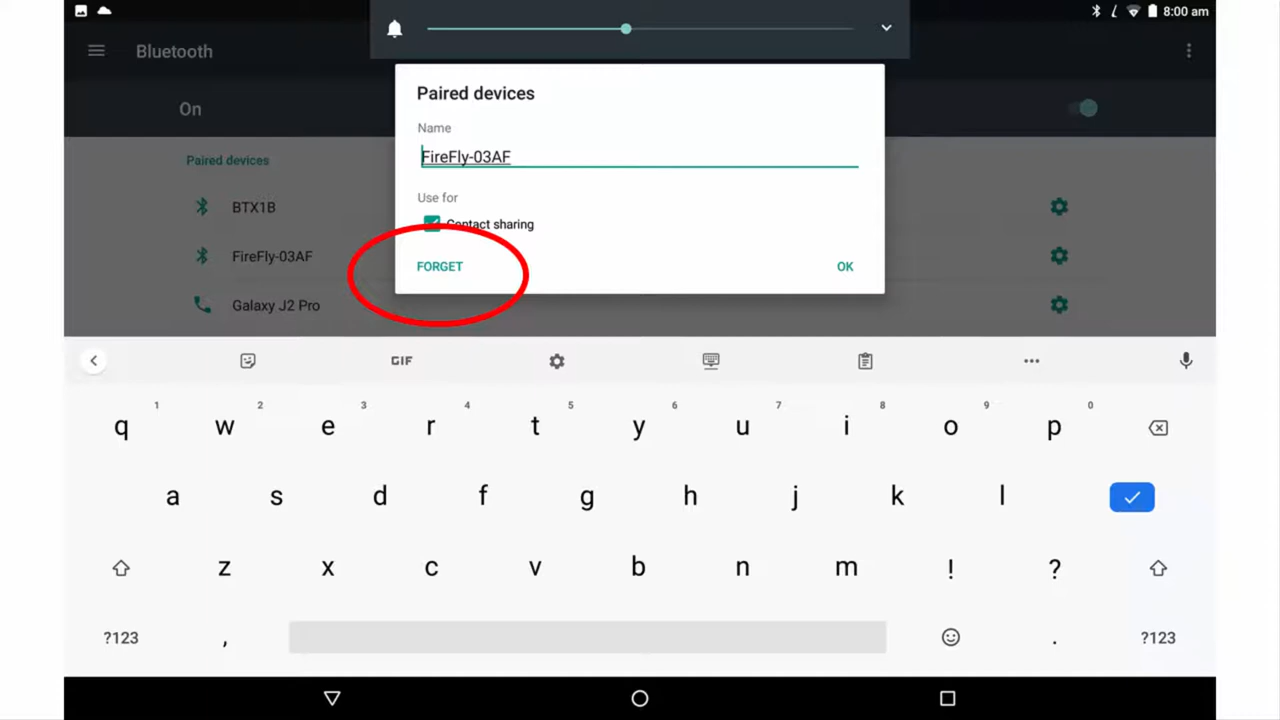 8:00 am
Bluetooth
On
Paired devices
BTX1B
FireFly-03AF
Galaxy J2 Pro
Paired devices
Name
FireFly-03AF
Use for
Contact sharing
FORGET OK
GIF
1 2 3 4 5 6 7 8 9 0
q w e r t y u i o p
a s d f g h j k l
z x c v b n m ! ?
?123 , . ?123